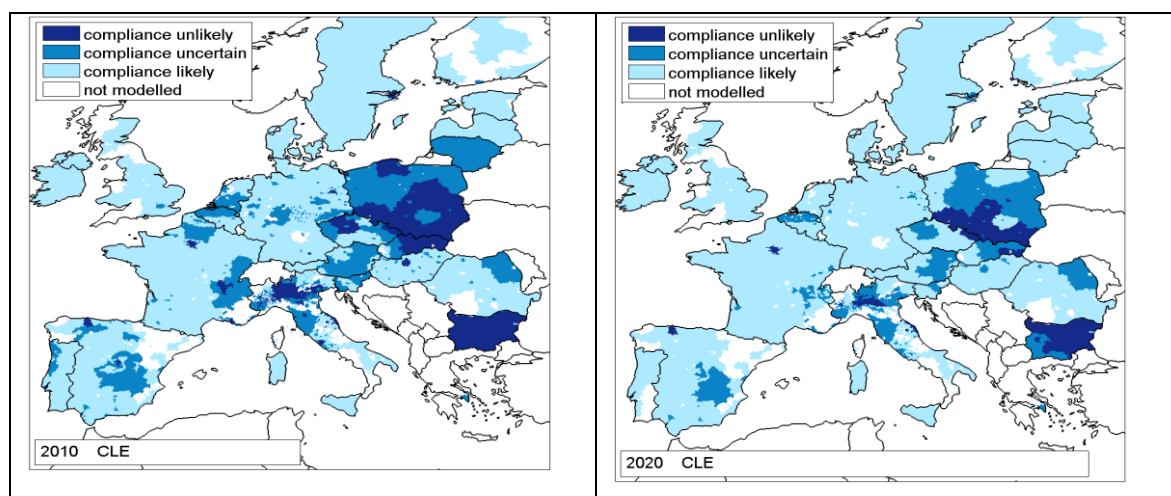 compliance unlikely
compliance uncertain
compliance likely
not modelled
2010 CLE
compliance unlikely
compliance uncertain
compliance likely
not modelled
2020 CLE